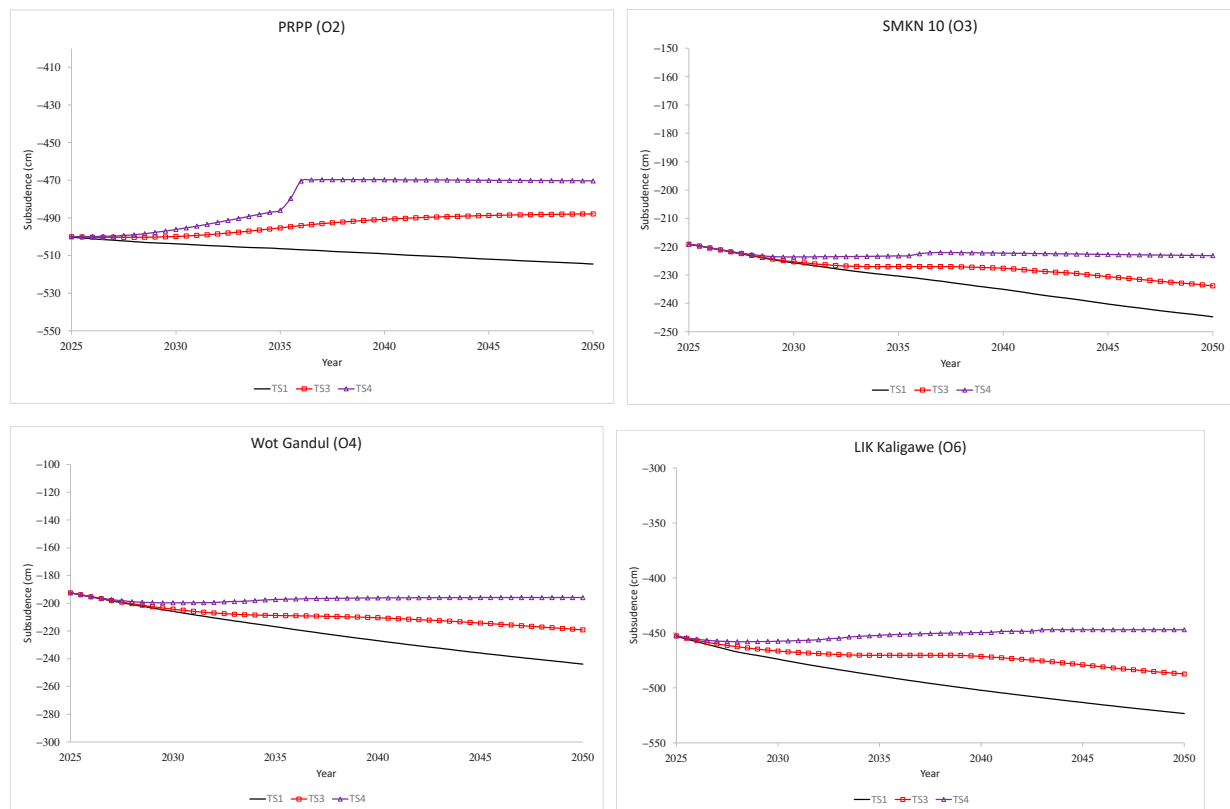 PRPP (O2)
−410
−430
−450
−470
−490
−510
−530
−550
Subsudence (cm)
2025 2030 2035 2040 2045 2050
Year
TS1 TS3 TS4
SMKN 10 (O3)
−150
−160
−170
−180
−190
−200
−210
−220
−230
−240
−250
Subsudence (cm)
2025 2030 2035 2040 2045 2050
Year
TS1 TS3 TS4
Wot Gandul (O4)
−100
−120
−140
−160
−180
−200
−220
−240
−260
−280
−300
Subsudence (cm)
2025 2030 2035 2040 2045 2050
Year
TS1 TS3 TS4
LIK Kaligawe (O6)
−300
−350
−400
−450
−500
−550
Subsudence (cm)
2025 2030 2035 2040 2045 2050
Year
TS1 TS3 TS4